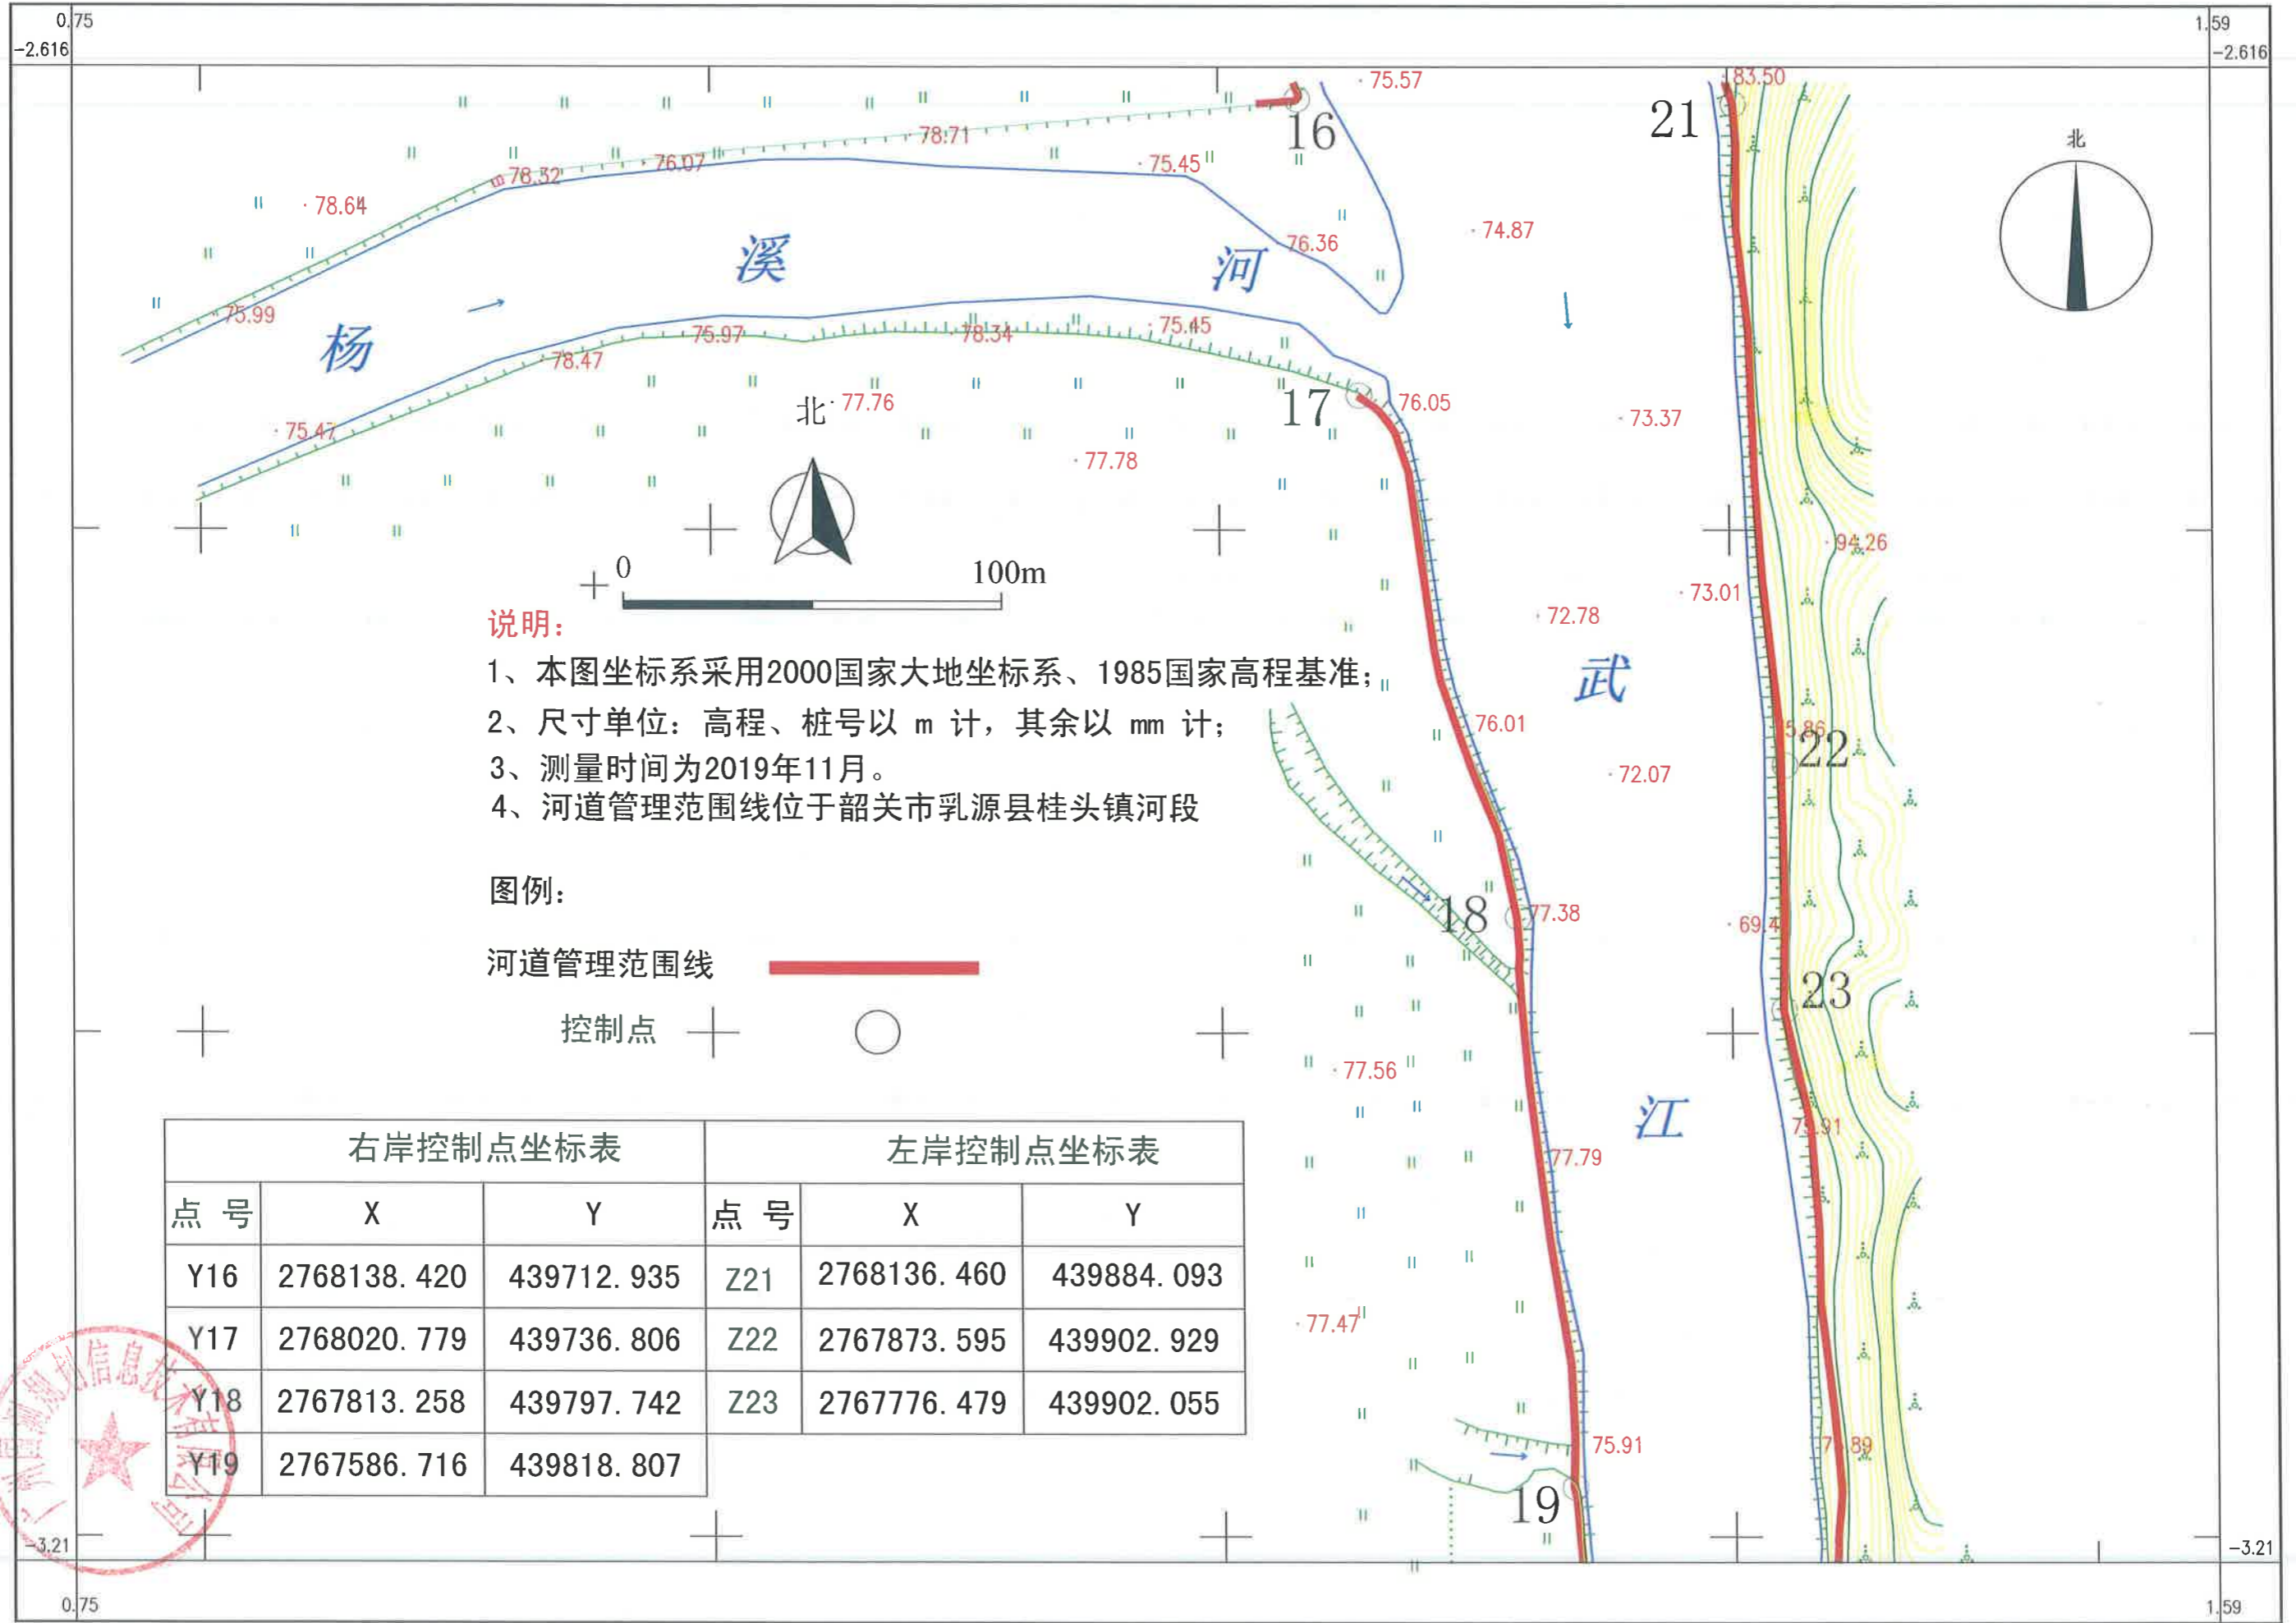 0.75
1.59
-2.616
-2.616
75.57
83.50
16
21
北
78.71
76.07
75.45
78.32
78.64
74.87
76.36
溪
河
75.99
杨
75.97
78.34
75.45
78.47
77.76
76.05
17
73.37
75.47
北
77.78
94.26
0
100m
73.01
72.78
说明:
1、本图坐标系采用2000国家大地坐标系、1985国家高程基准;
武
2、尺寸单位: 高程、桩号以 m 计, 其余以 mm 计;
76.01
22
3、测量时间为2019年11月。
72.07
4、河道管理范围线位于韶关市乳源县桂头镇河段
图例:
18
77.38
69.4
河道管理范围线
23
控制点
77.56
江
75.91
右岸控制点坐标表
左岸控制点坐标表
77.79
点 号
X
Y
点 号
X
Y
Y16
2768138.420
439712.935
Z21
2768136.460
439884.093
Y17
2768020.779
439736.806
Z22
2767873.595
439902.929
77.47
Y18
2767813.258
439797.742
Z23
2767776.479
439902.055
Y19
2767586.716
439818.807
75.91
19
-3.21
-3.21
0.75
1.59